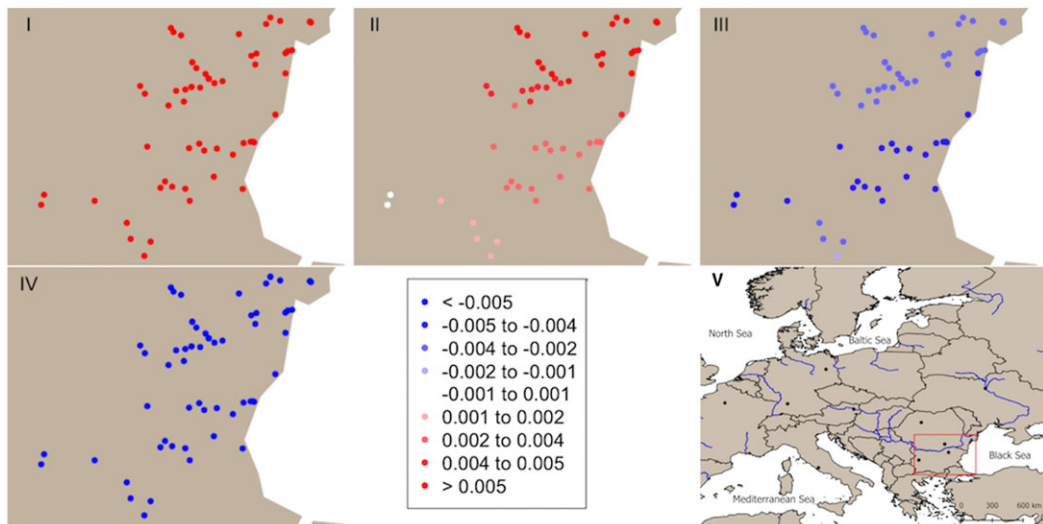 I
II
III
IV
< -0.005
-0.005 to -0.004
-0.004 to -0.002
-0.002 to -0.001
-0.001 to 0.001
0.001 to 0.002
0.002 to 0.004
0.004 to 0.005
> 0.005
V
North Sea
Baltic Sea
Black Sea
Mediterranean Sea
0 300 600 km